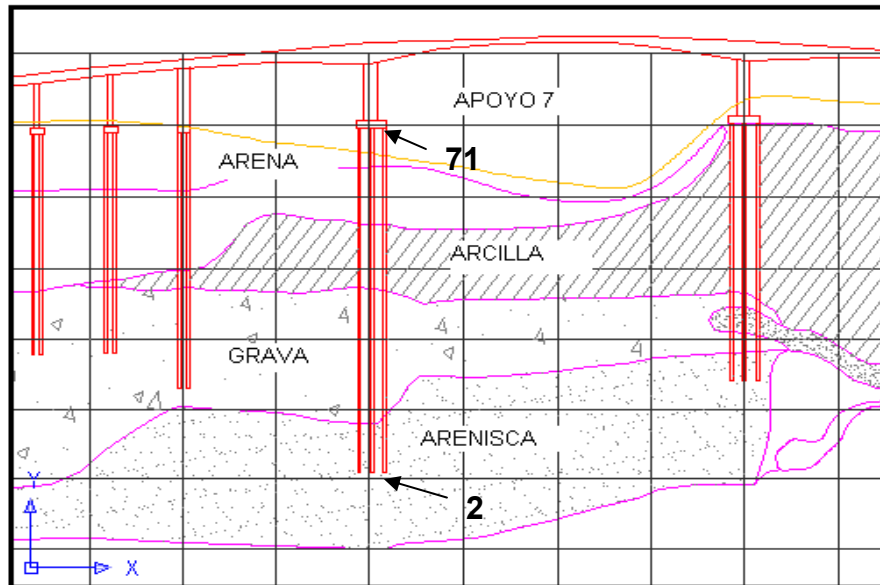 APOYO 7
71
ARENA
ARCILLA
GRAVA
ARENISCA
2
Y
X